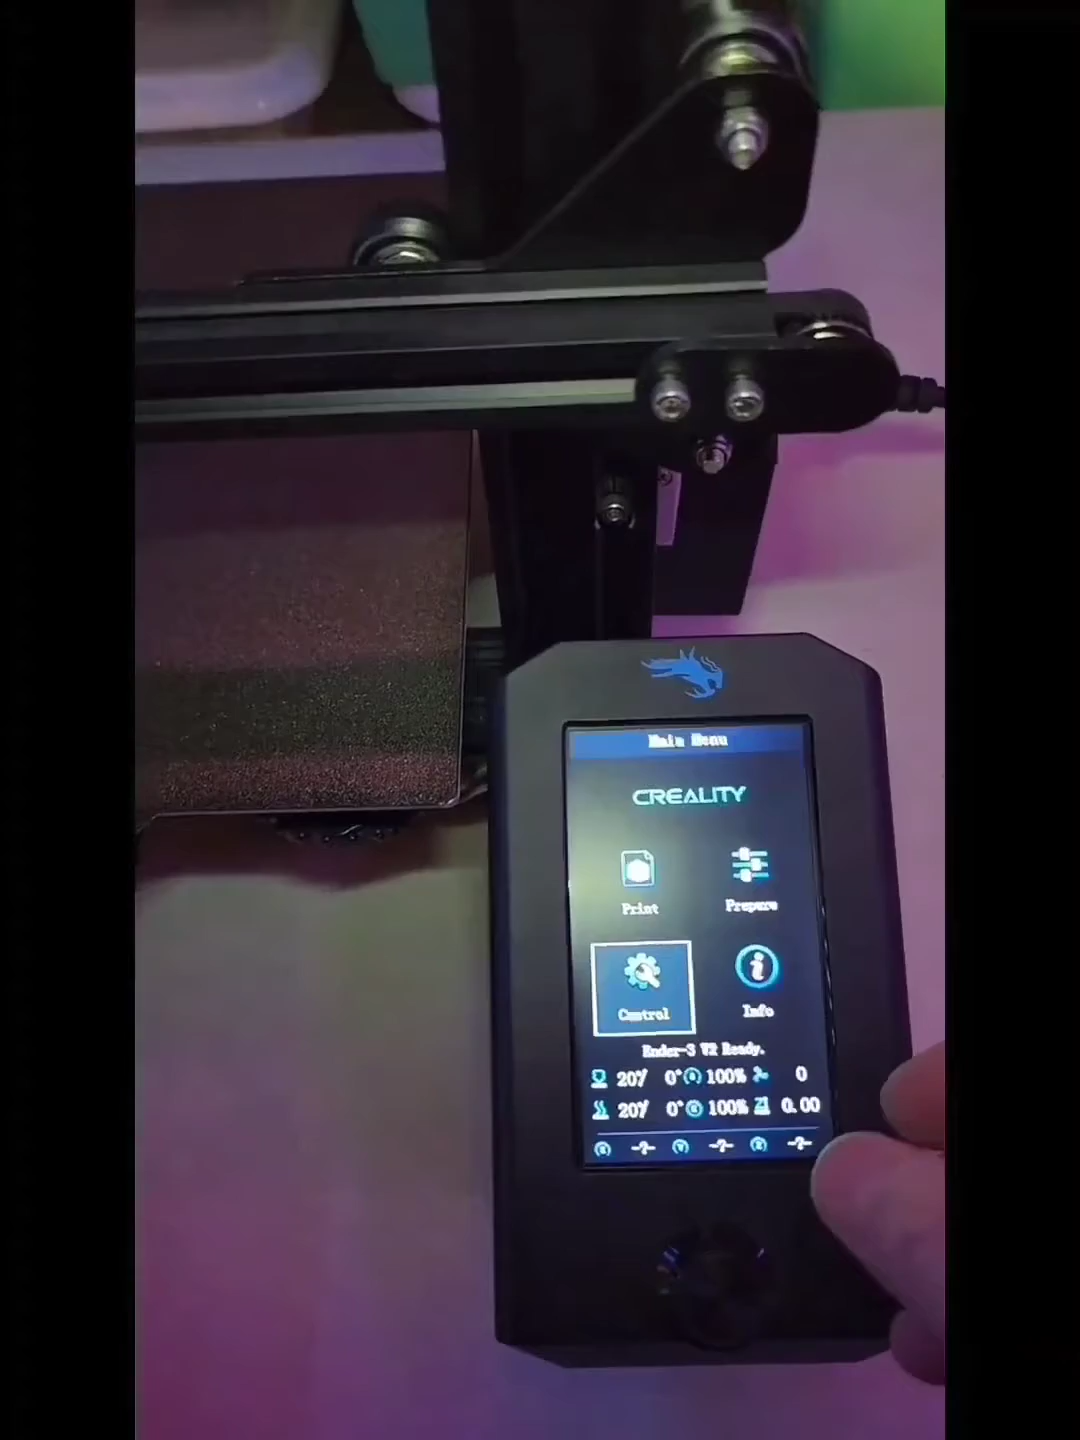 Main Menu
CREALITY
Print Prepare
Control Info
Ender-3 V2 Ready.
20/ 0° 100% 0
20/ 0° 100% 0.00
-?- -?- -?-